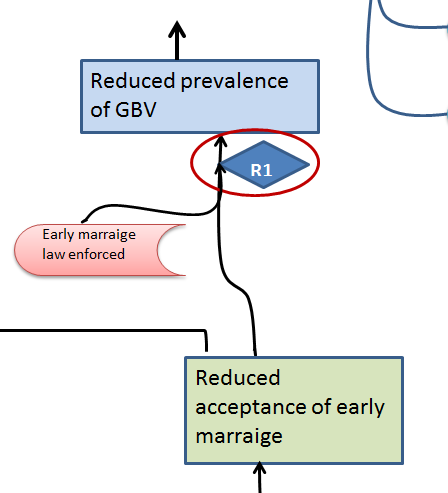 Reduced prevalence
of GBV
R1
Early marraige
law enforced
Reduced
acceptance of early
marraige